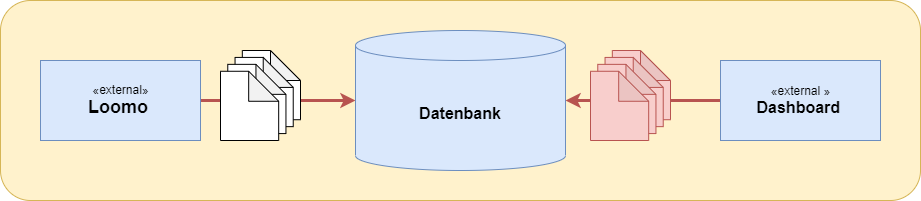 «external»
Loomo
Datenbank
«external »
Dashboard